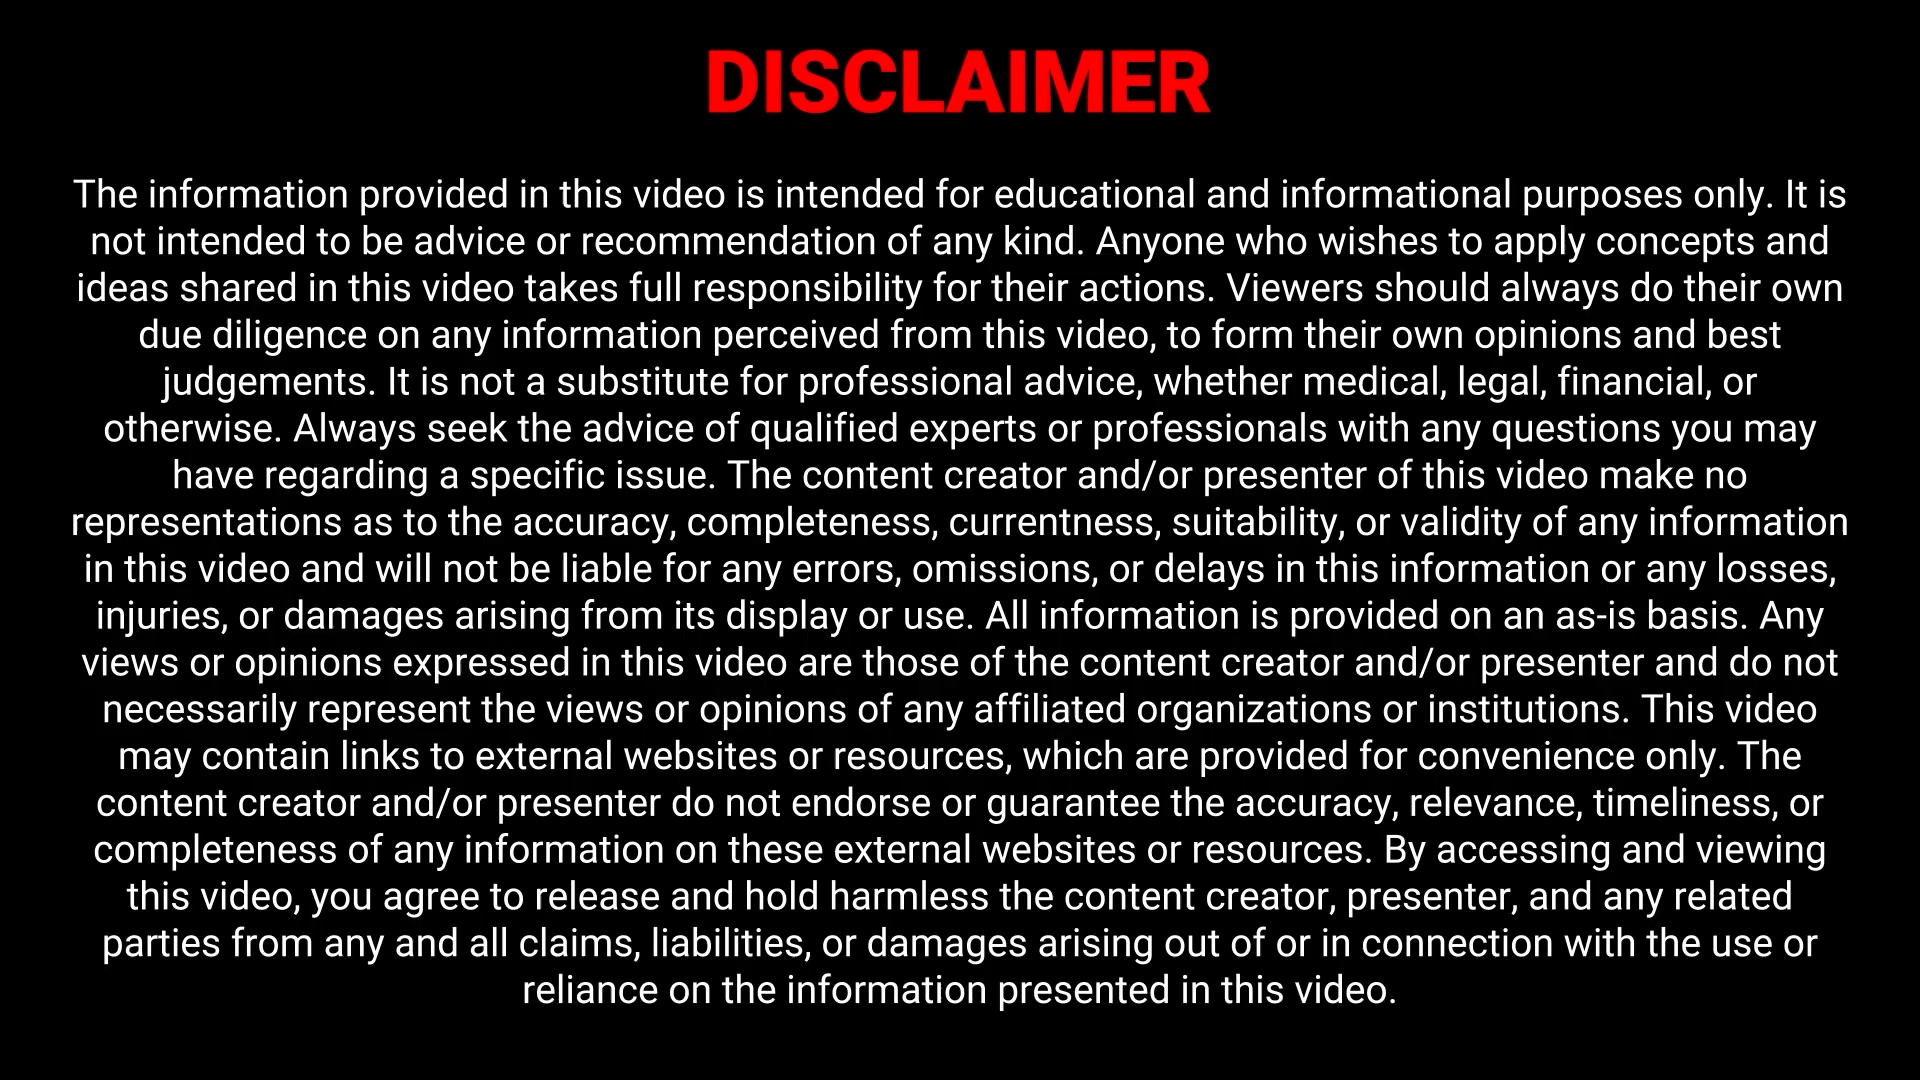 DISCLAIMER
The information provided in this video is intended for educational and informational purposes only. It is
not intended to be advice or recommendation of any kind. Anyone who wishes to apply concepts and
ideas shared in this video takes full responsibility for their actions. Viewers should always do their own
due diligence on any information perceived from this video, to form their own opinions and best
judgements. It is not a substitute for professional advice, whether medical, legal, financial, or
otherwise. Always seek the advice of qualified experts or professionals with any questions you may
have regarding a specific issue. The content creator and/or presenter of this video make no
representations as to the accuracy, completeness, currentness, suitability, or validity of any information
in this video and will not be liable for any errors, omissions, or delays in this information or any losses,
injuries, or damages arising from its display or use. All information is provided on an as-is basis. Any
views or opinions expressed in this video are those of the content creator and/or presenter and do not
necessarily represent the views or opinions of any affiliated organizations or institutions. This video
may contain links to external websites or resources, which are provided for convenience only. The
content creator and/or presenter do not endorse or guarantee the accuracy, relevance, timeliness, or
completeness of any information on these external websites or resources. By accessing and viewing
this video, you agree to release and hold harmless the content creator, presenter, and any related
parties from any and all claims, liabilities, or damages arising out of or in connection with the use or
reliance on the information presented in this video.